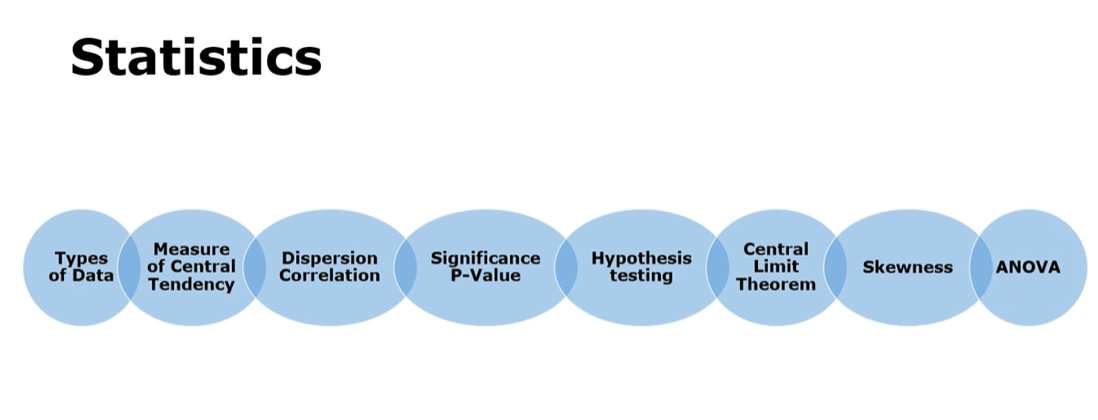 Statistics
Types
of Data
Measure
of Central
Tendency
Dispersion
Correlation
Significance
P-Value
Hypothesis
testing
Central
Limit
Theorem
Skewness
ANOVA